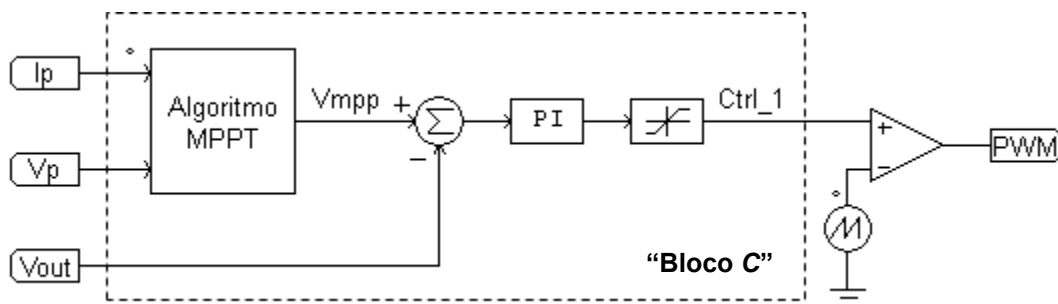 Ip
Vp
Vout
Algoritmo
MPPT
Vmpp
+
−
Σ
PI
Ctrl_1
+
−
PWM
“Bloco C”